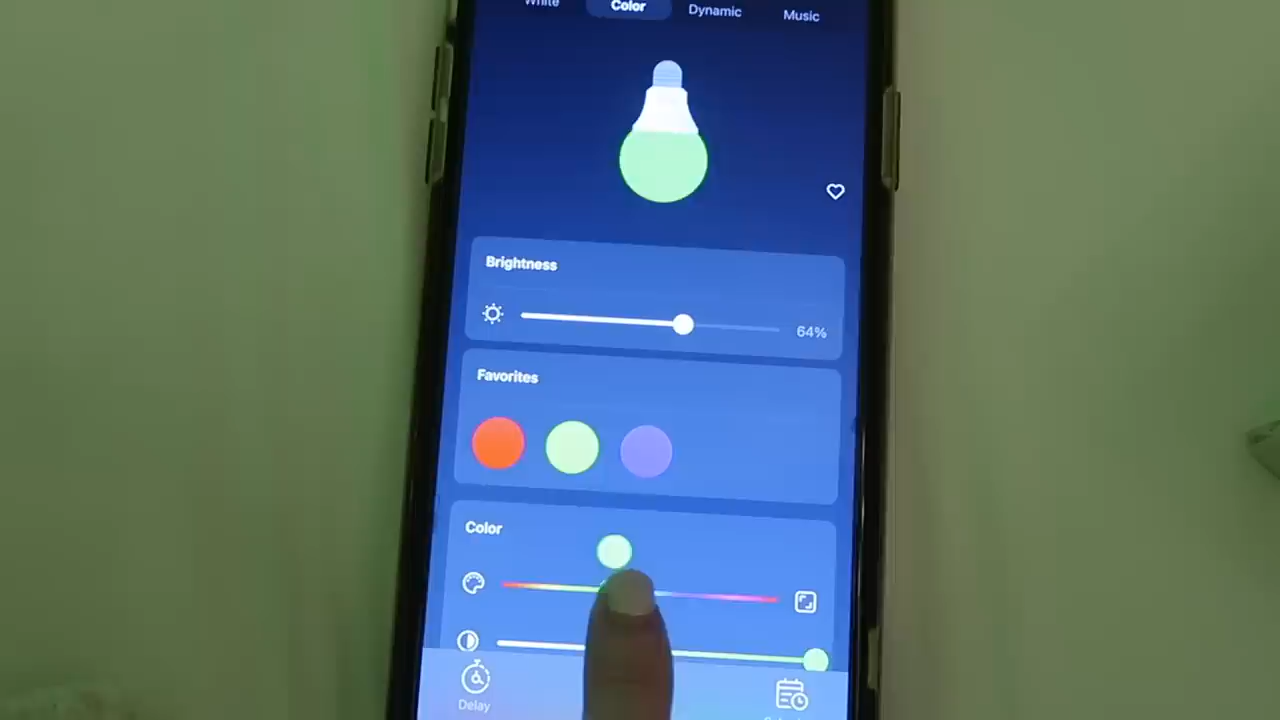 White Color Dynamic Music
Brightness
64%
Favorites
Color
Delay